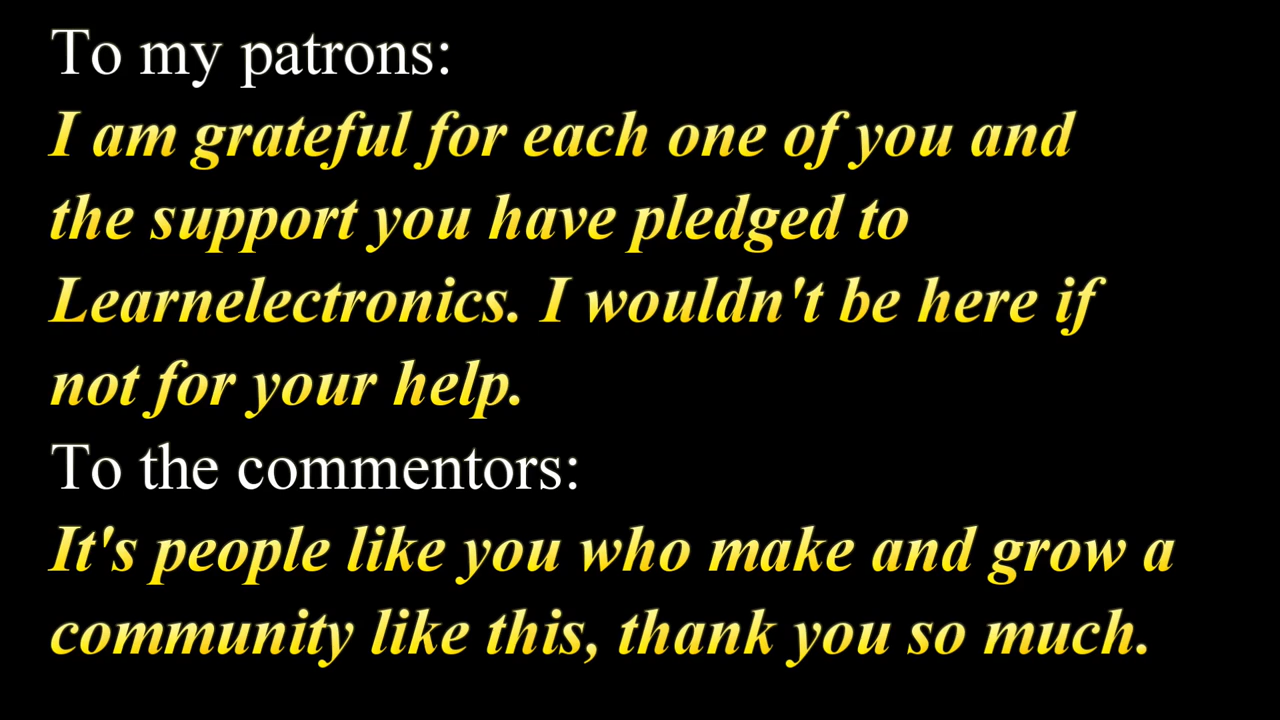 To my patrons:
I am grateful for each one of you and
the support you have pledged to
Learnelectronics. I wouldn't be here if
not for your help.
To the commentors:
It's people like you who make and grow a
community like this, thank you so much.